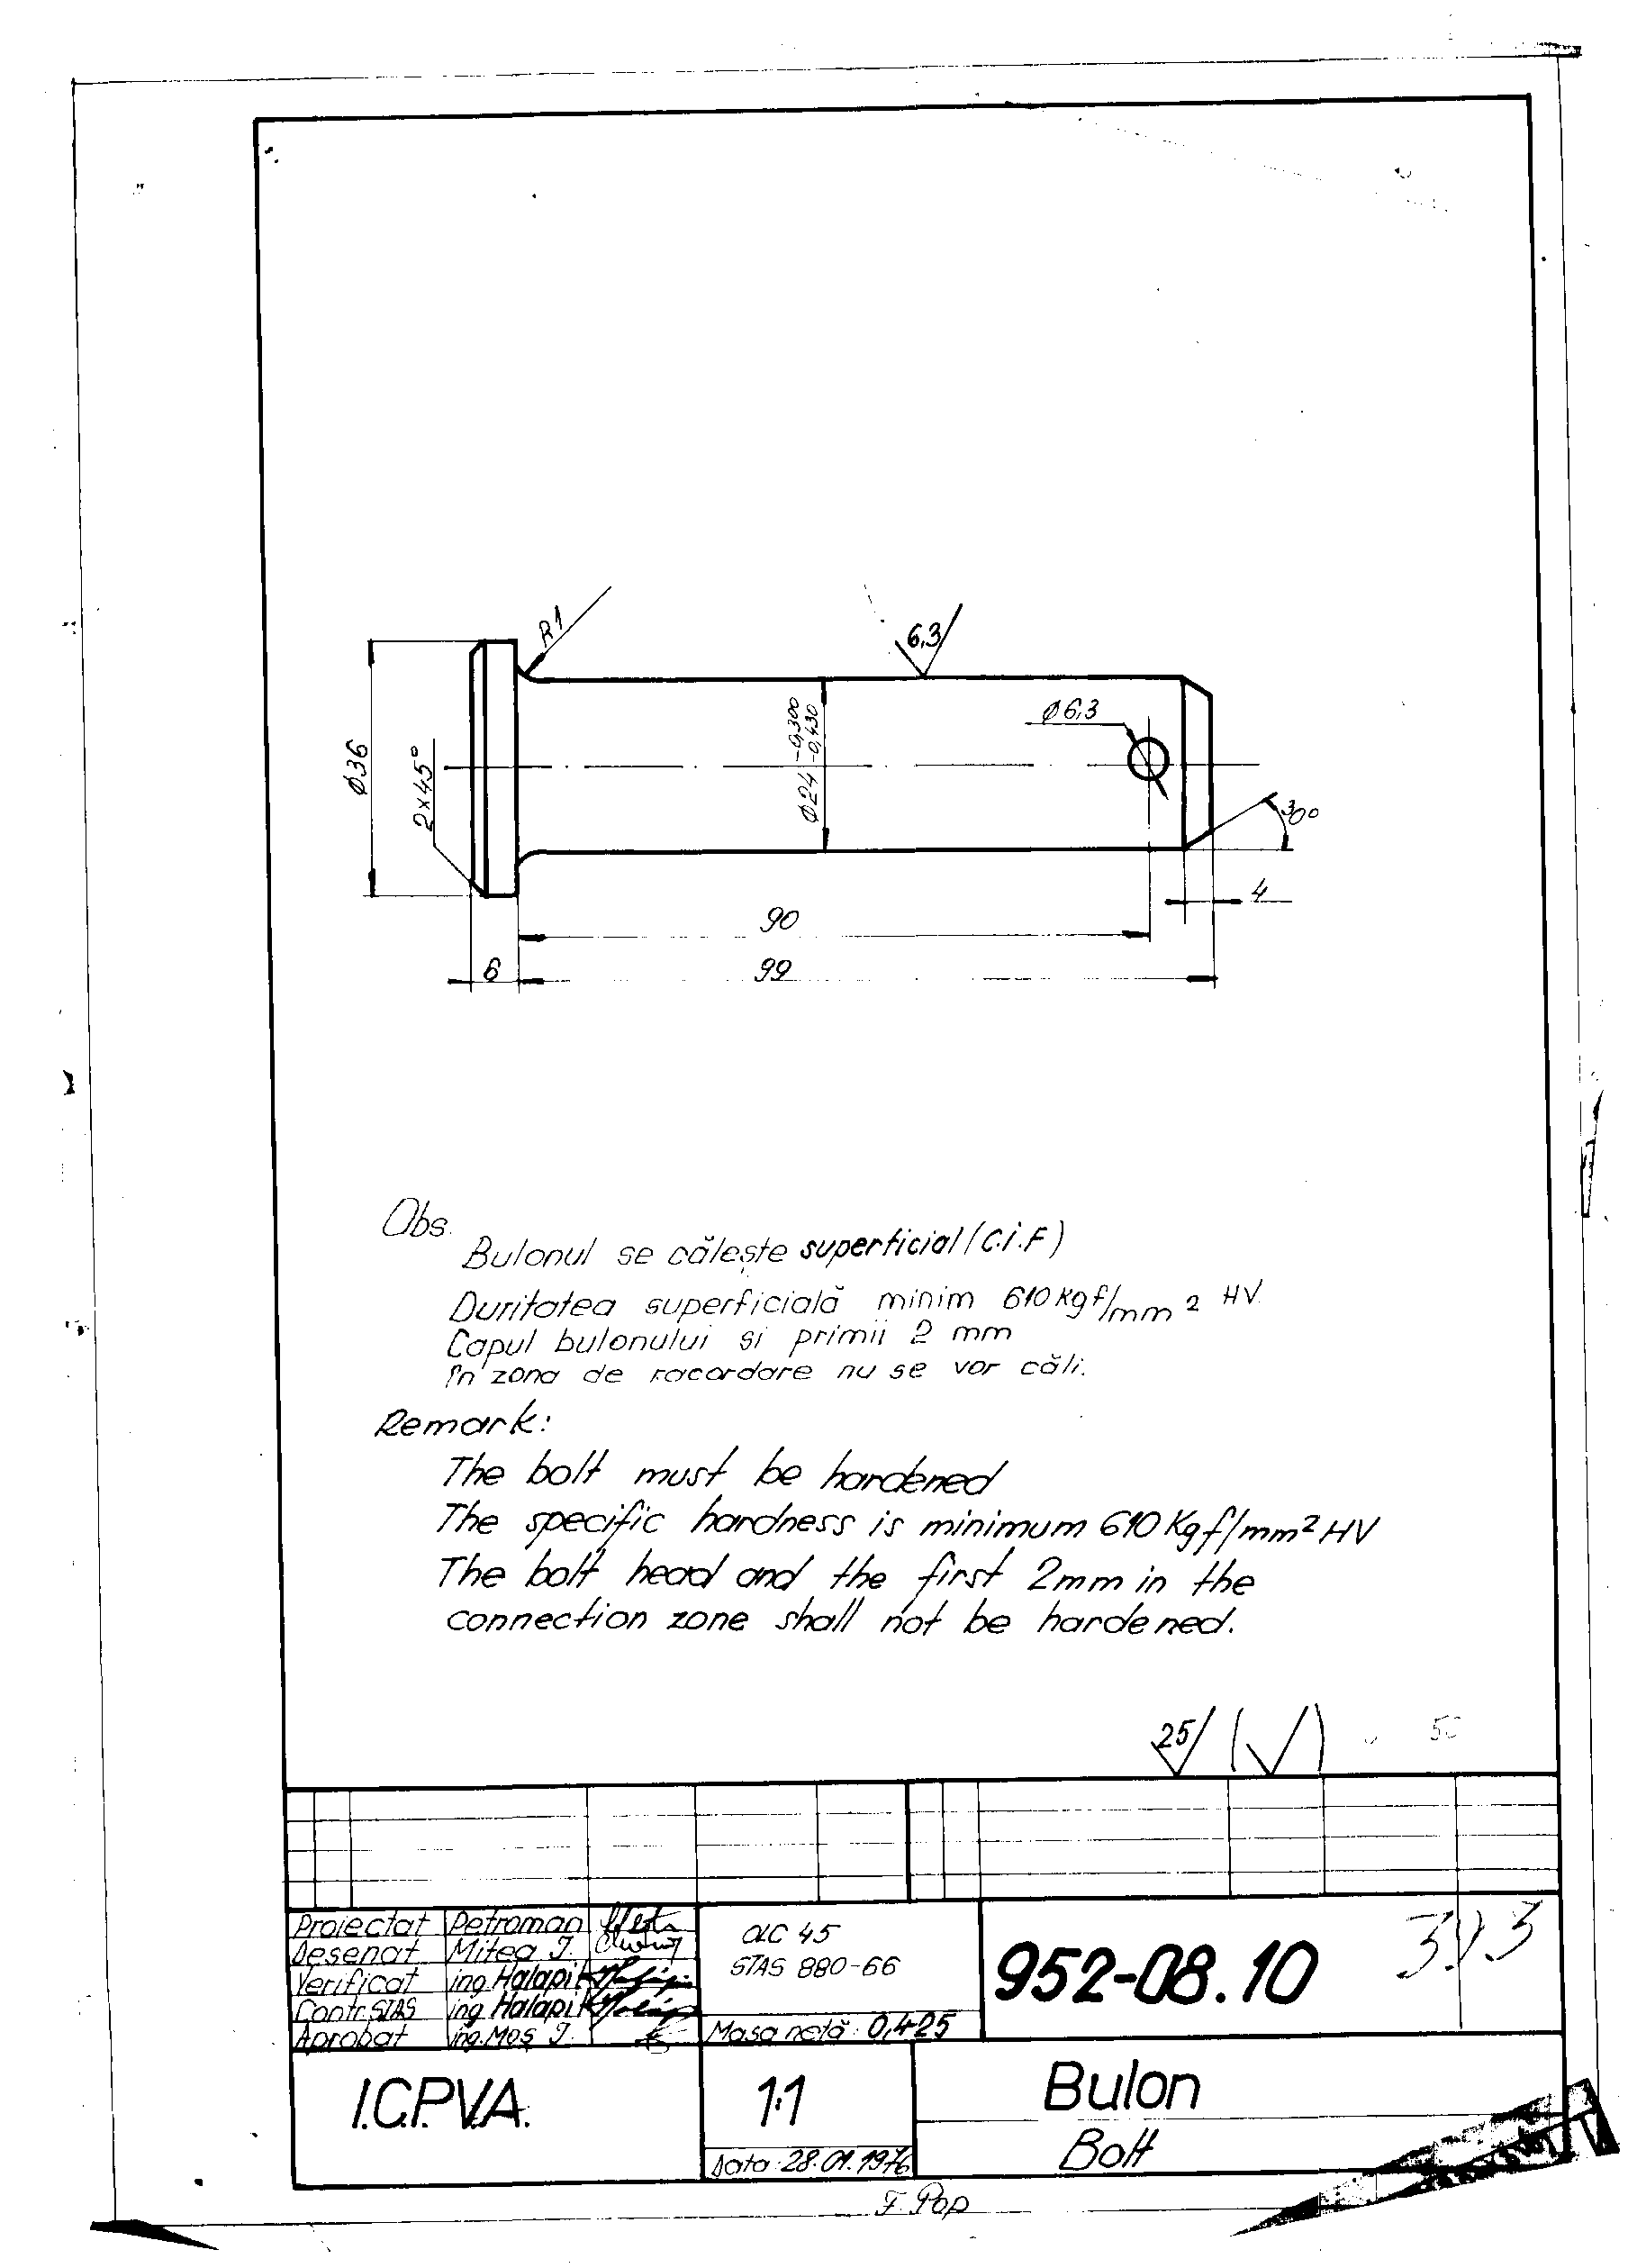 R1
6,3
Ø6,3
Ø36
2×45°
Ø24 -0,300 -0,430
30°
4
90
6
99
Obs.
Bulonul se călește superficial (C.i.F)
Duritatea superficială minim 610 Kgf/mm2 HV.
Capul bulonului si primii 2 mm
în zona de racordare nu se vor căli.
Remark:
The bolt must be hardened
The specific hardness is minimum 610 Kgf/mm² HV
The bolt head and the first 2mm in the
connection zone shall not be hardened.
25
Proiectat Petroman
Desenat Mitea I.
Verificat ing. Halapi K
Contr. STAS ing. Halapi K
Aprobat ing. Moș I.
OLC 45
STAS 880-66
Masa netă: 0,425
952-08.10
I.C.P.V.A.
1:1
Data: 28.01.1976
Bulon
Bolt
F. Pop